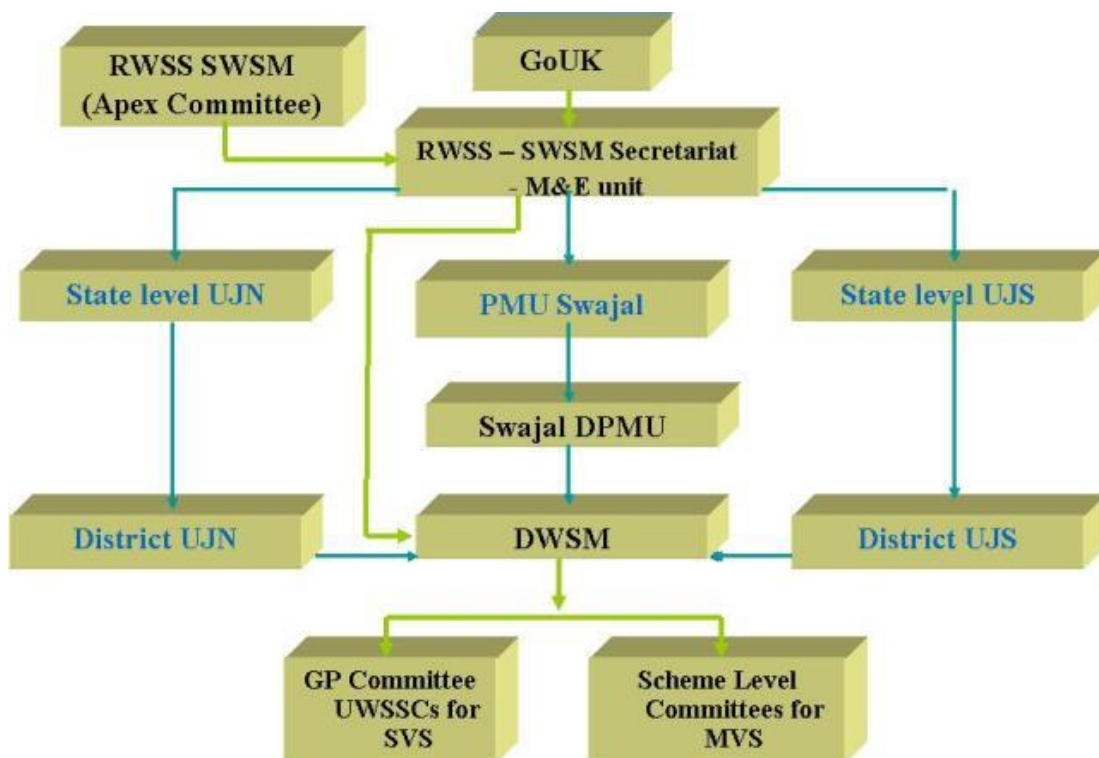 RWSS SWSM
(Apex Committee)
GoUK
RWSS – SWSM Secretariat
- M&E unit
State level UJN
PMU Swajal
State level UJS
Swajal DPMU
District UJN
DWSM
District UJS
GP Committee
UWSSCs for
SVS
Scheme Level
Committees for
MVS